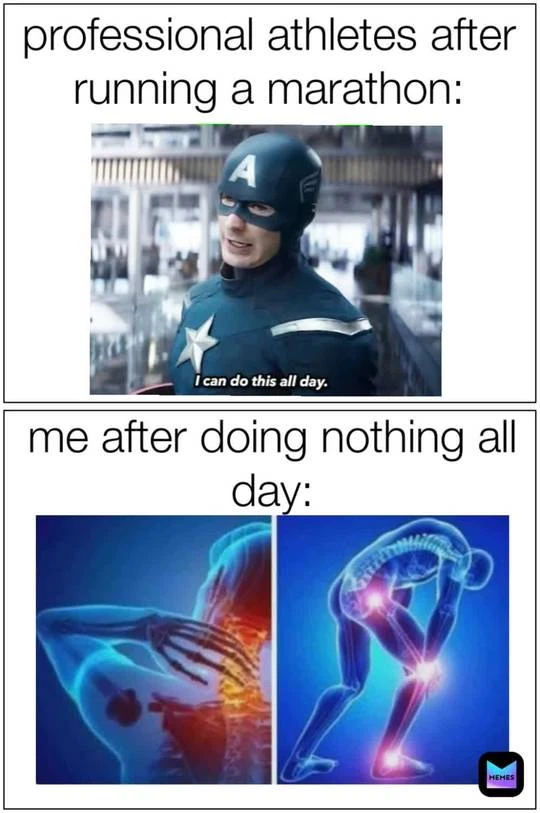 professional athletes after
running a marathon:
A
I can do this all day.
me after doing nothing all
day:
MEMES